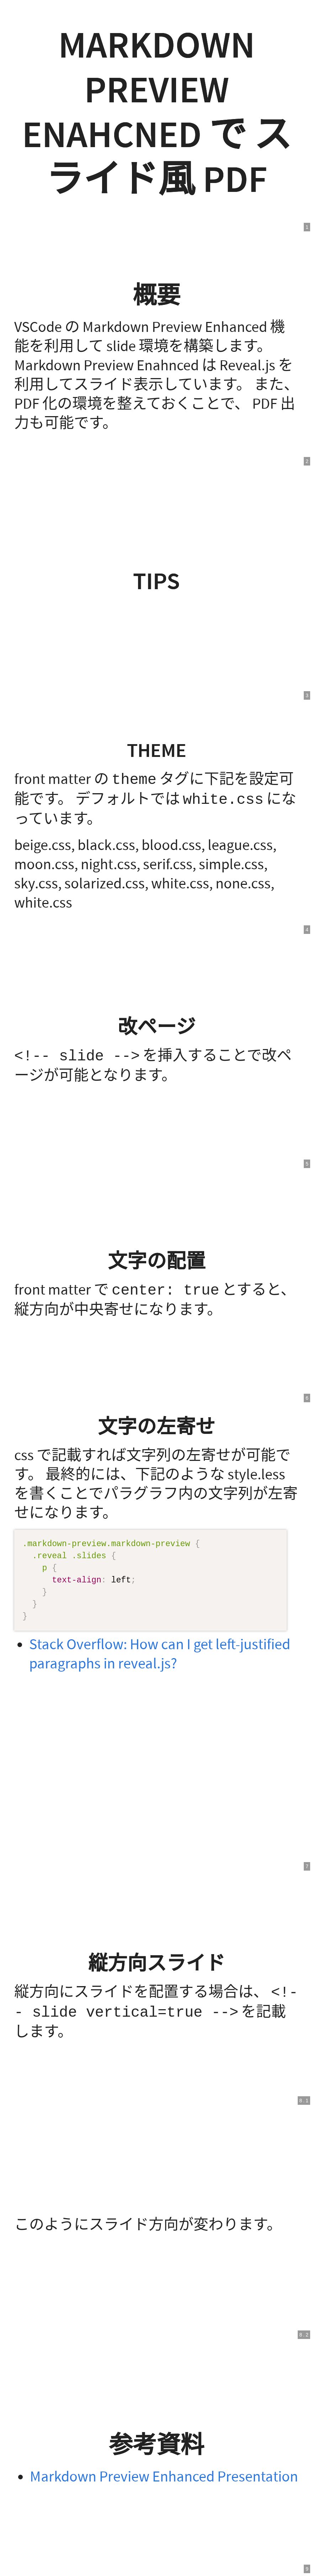 MARKDOWN
PREVIEW
ENAHCNED で ス
ライド風 PDF
1
概要
VSCode の Markdown Preview Enhanced 機
能を利用して slide 環境を構築します。
Markdown Preview Enahnced は Reveal.js を
利用してスライド表示しています。 また、
PDF 化の環境を整えておくことで、 PDF 出
力も可能です。
2
TIPS
3
THEME
front matter の theme タグに下記を設定可
能です。 デフォルトでは white.css にな
っています。
beige.css, black.css, blood.css, league.css,
moon.css, night.css, serif.css, simple.css,
sky.css, solarized.css, white.css, none.css,
white.css
4
改ページ
<!-- slide --> を挿入することで改ペ
ージが可能となります。
文字の配置
front matter で center: true とすると、
縦方向が中央寄せになります。
文字の左寄せ
css で記載すれば文字列の左寄せが可能で
す。 最終的には、下記のような style.less
を書くことでパラグラフ内の文字列が左寄
せになります。
.markdown-preview.markdown-preview {
.reveal .slides {
p {
text-align: left;
}
}
}
• Stack Overflow: How can I get left-justified
paragraphs in reveal.js?
7
縦方向スライド
縦方向にスライドを配置する場合は、 <!-
- slide vertical=true --> を記載
します。
このようにスライド方向が変わります。
参考資料
• Markdown Preview Enhanced Presentation